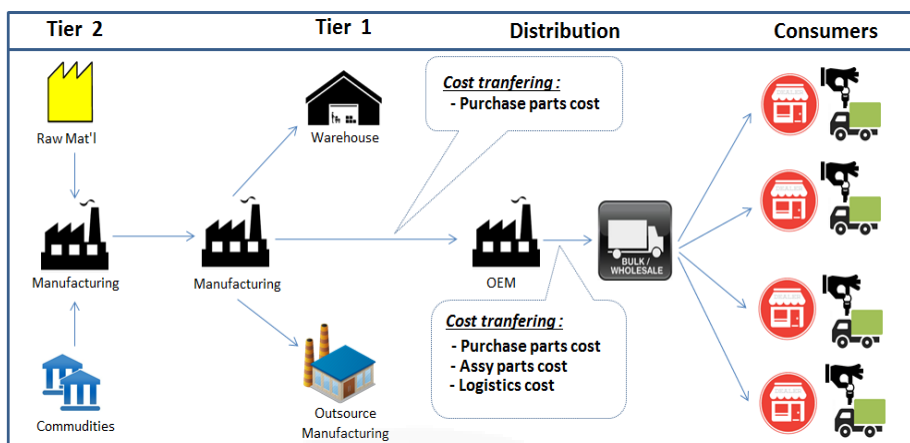 Tier 2
Tier 1
Distribution
Consumers
Raw Mat'l
Warehouse
Cost tranfering :
- Purchase parts cost
Manufacturing
Manufacturing
OEM
BULK /
WHOLESALE
Cost tranfering :
- Purchase parts cost
- Assy parts cost
- Logistics cost
Commudities
Outsource
Manufacturing